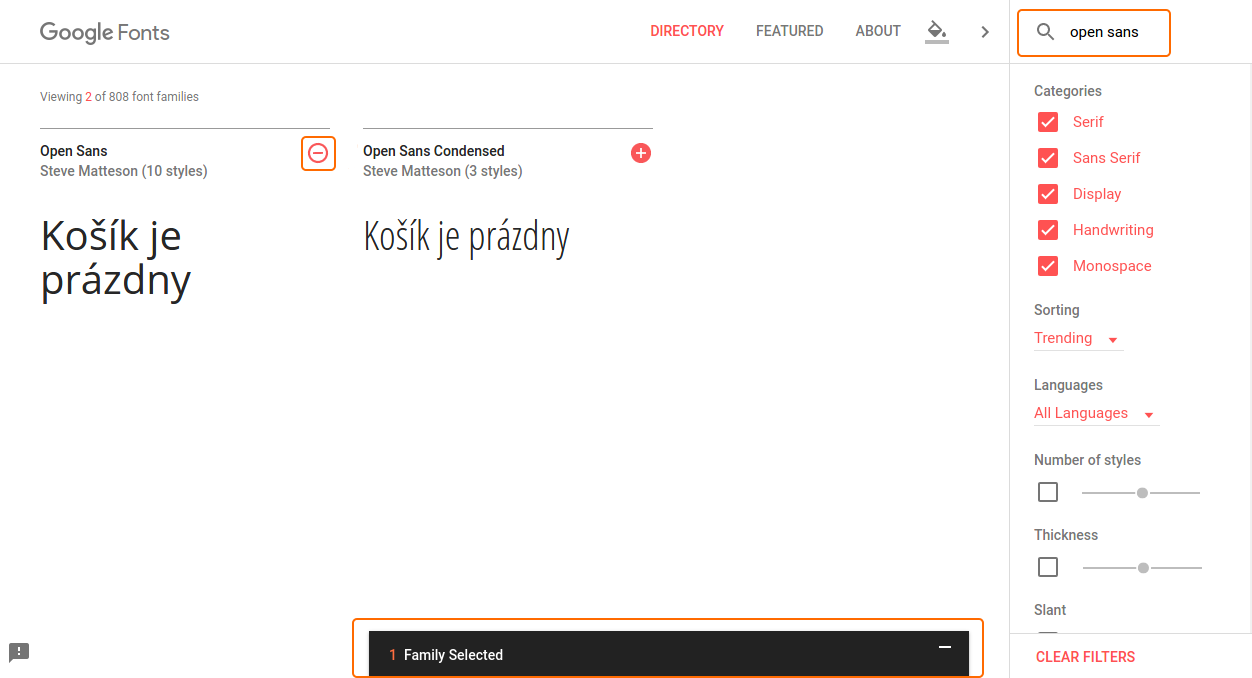 Google Fonts
DIRECTORY FEATURED ABOUT
open sans
Viewing 2 of 808 font families
Open Sans
Steve Matteson (10 styles)
Košík je
prázdny
Open Sans Condensed
Steve Matteson (3 styles)
Košík je prázdny
Categories
Serif
Sans Serif
Display
Handwriting
Monospace
Sorting
Trending
Languages
All Languages
Number of styles
Thickness
Slant
CLEAR FILTERS
1 Family Selected